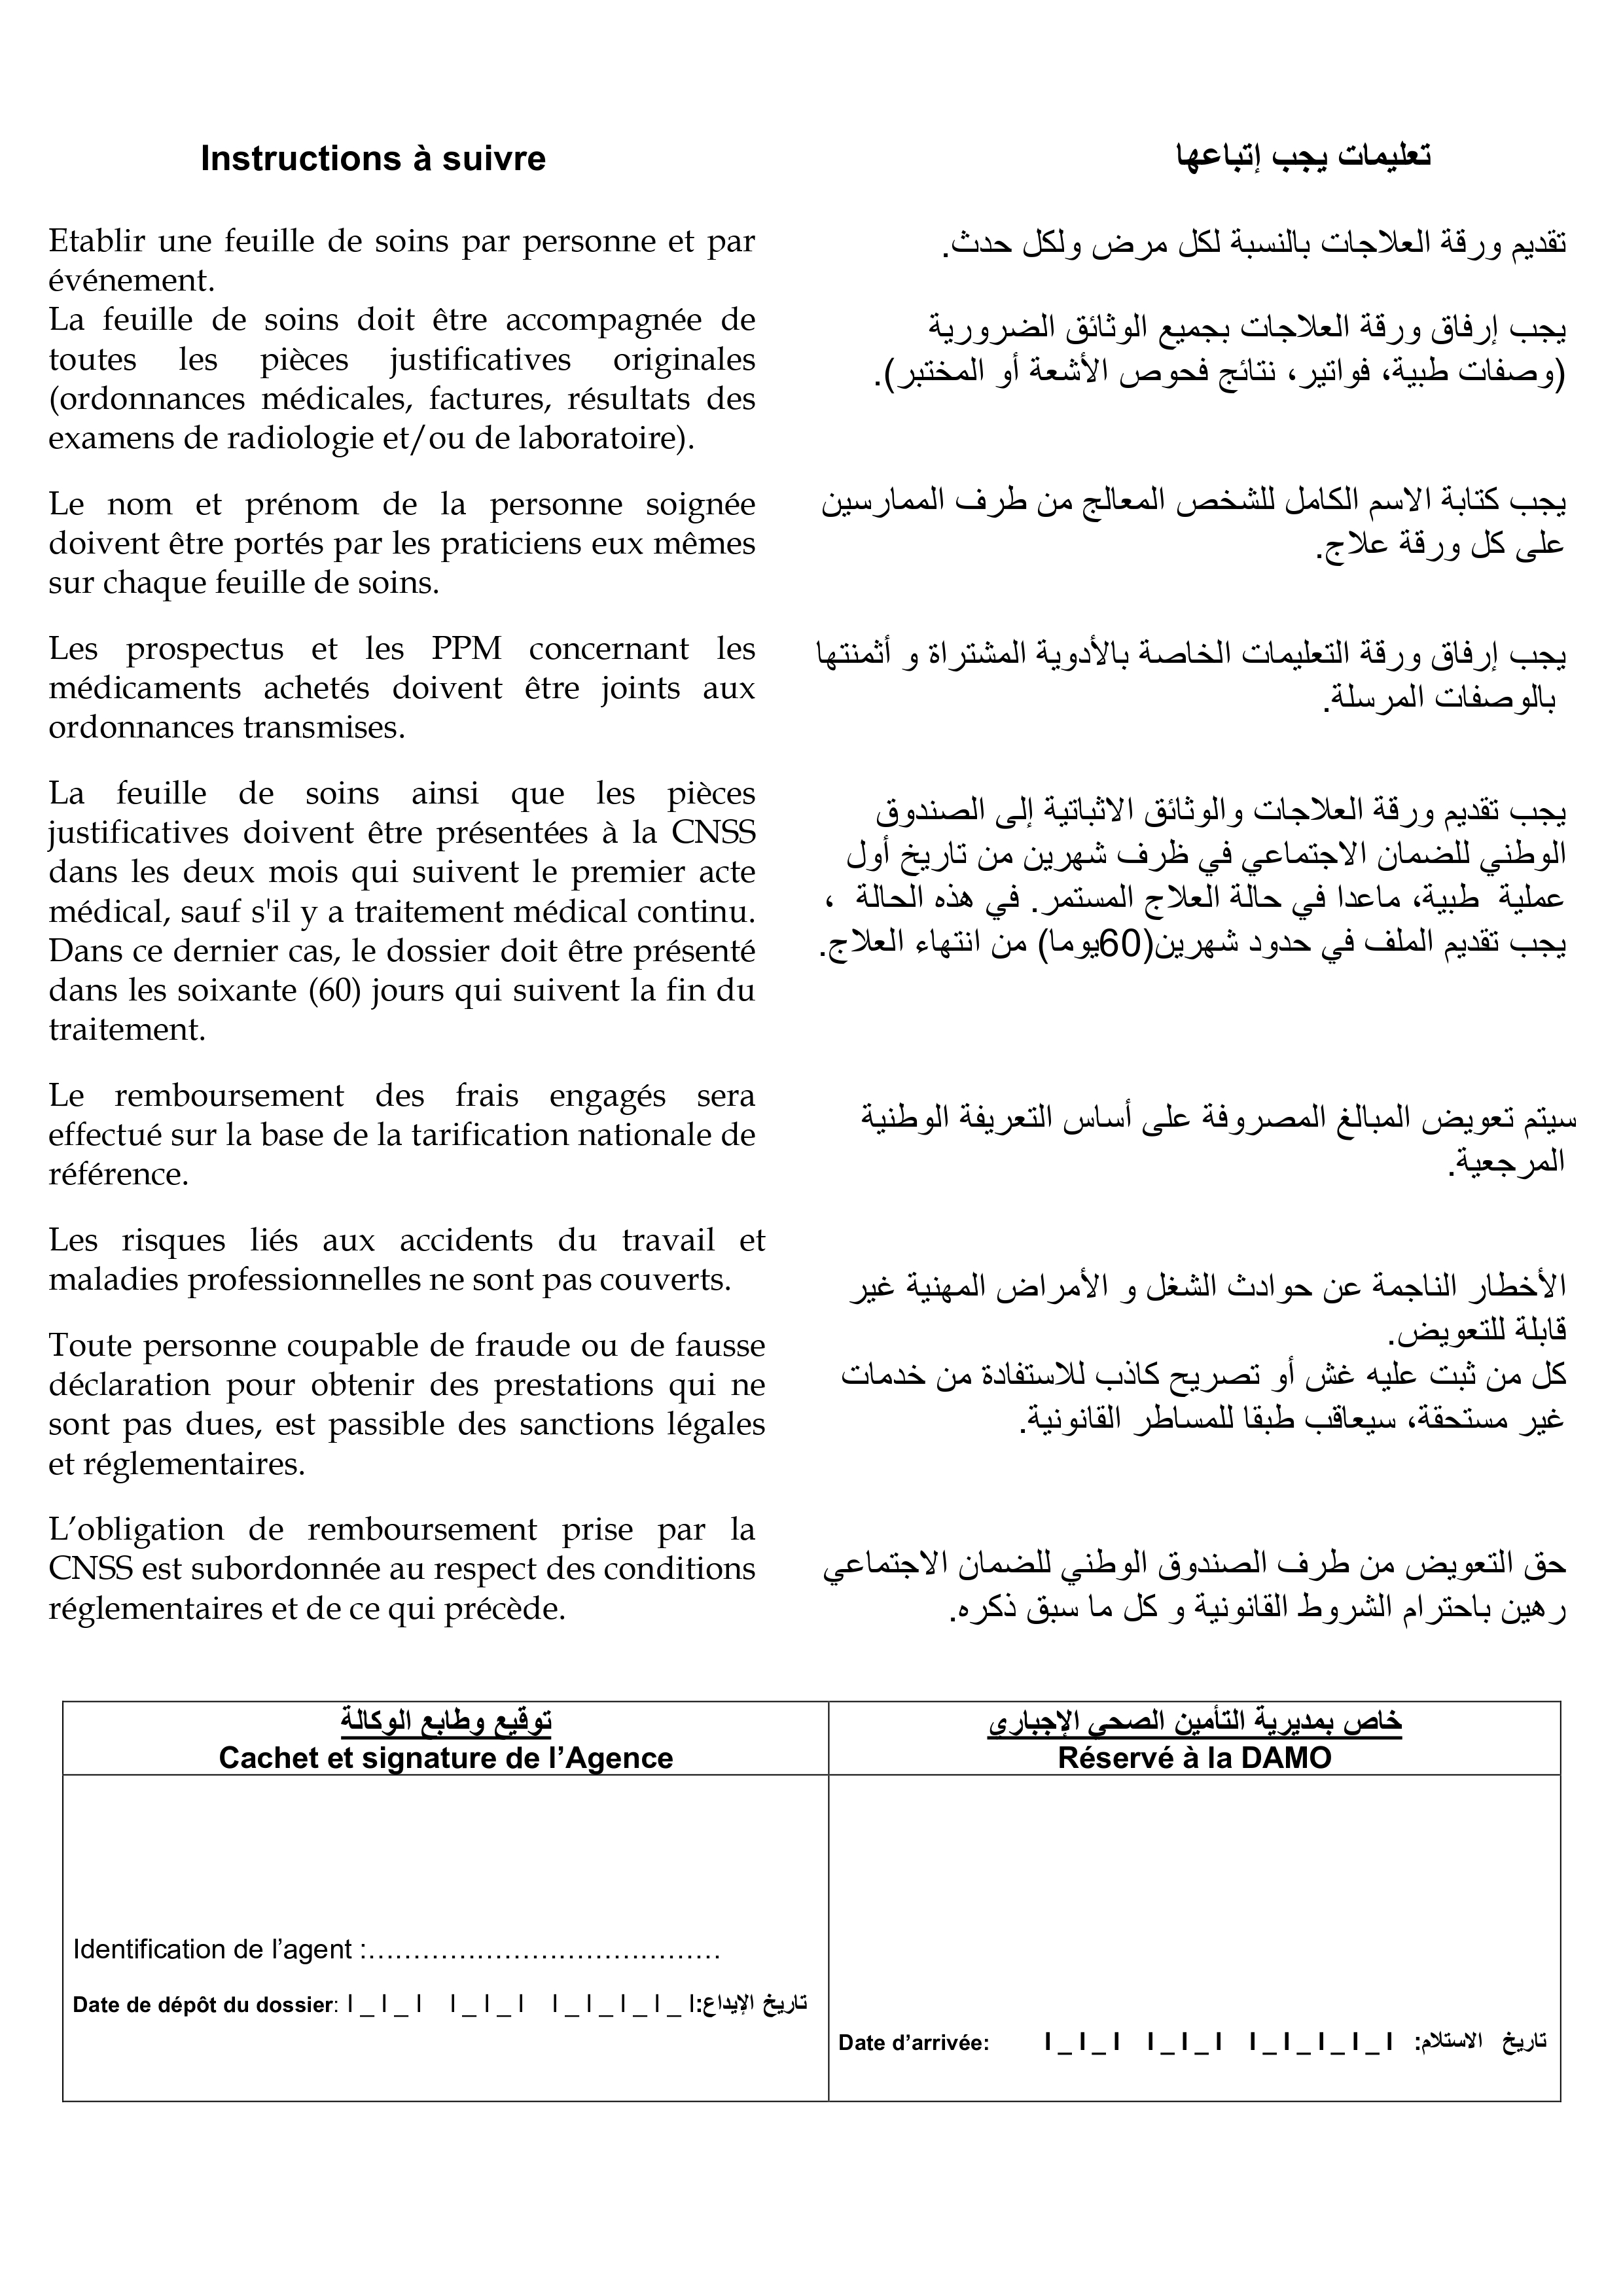 Instructions à suivre
Etablir une feuille de soins par personne et par
événement.
La feuille de soins doit être accompagnée de
toutes les pièces justificatives originales
(ordonnances médicales, factures, résultats des
examens de radiologie et/ou de laboratoire).
Le nom et prénom de la personne soignée
doivent être portés par les praticiens eux mêmes
sur chaque feuille de soins.
Les prospectus et les PPM concernant les
médicaments achetés doivent être joints aux
ordonnances transmises.
La feuille de soins ainsi que les pièces
justificatives doivent être présentées à la CNSS
dans les deux mois qui suivent le premier acte
médical, sauf s'il y a traitement médical continu.
Dans ce dernier cas, le dossier doit être présenté
dans les soixante (60) jours qui suivent la fin du
traitement.
Le remboursement des frais engagés sera
effectué sur la base de la tarification nationale de
référence.
Les risques liés aux accidents du travail et
maladies professionnelles ne sont pas couverts.
Toute personne coupable de fraude ou de fausse
déclaration pour obtenir des prestations qui ne
sont pas dues, est passible des sanctions légales
et réglementaires.
L’obligation de remboursement prise par la
CNSS est subordonnée au respect des conditions
réglementaires et de ce qui précède.
تعليمات يجب إتباعها
تقديم ورقة العلاجات بالنسبة لكل مرض ولكل حدث.
يجب إرفاق ورقة العلاجات بجميع الوثائق الضرورية
(وصفات طبية، فواتير، نتائج فحوص الأشعة أو المختبر).
يجب كتابة الاسم الكامل للشخص المعالج من طرف الممارسين
على كل ورقة علاج.
يجب إرفاق ورقة التعليمات الخاصة بالأدوية المشتراة و أثمنتها
بالوصفات المرسلة.
يجب تقديم ورقة العلاجات والوثائق الاثباتية إلى الصندوق
الوطني للضمان الاجتماعي في ظرف شهرين من تاريخ أول
عملية طبية، ماعدا في حالة العلاج المستمر. في هذه الحالة ،
يجب تقديم الملف في حدود شهرين(60يوما) من انتهاء العلاج.
سيتم تعويض المبالغ المصروفة على أساس التعريفة الوطنية
المرجعية.
الأخطار الناجمة عن حوادث الشغل و الأمراض المهنية غير
قابلة للتعويض.
كل من ثبت عليه غش أو تصريح كاذب للاستفادة من خدمات
غير مستحقة، سيعاقب طبقا للمساطر القانونية.
حق التعويض من طرف الصندوق الوطني للضمان الاجتماعي
رهين باحترام الشروط القانونية و كل ما سبق ذكره.
توقيع وطابع الوكالة
Cachet et signature de l’Agence
Identification de l’agent :…………………………………
Date de dépôt du dossier: I _ I _ I I _ I _ I I _ I _ I _ I _ I تاريخ الإيداع:
خاص بمديرية التأمين الصحي الإجباري
Réservé à la DAMO
Date d’arrivée: I _ I _ I I _ I _ I I _ I _ I _ I _ I تاريخ الاستلام: